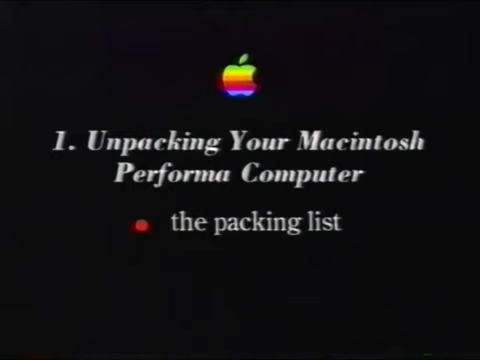 1. Unpacking Your Macintosh
Performa Computer
the packing list